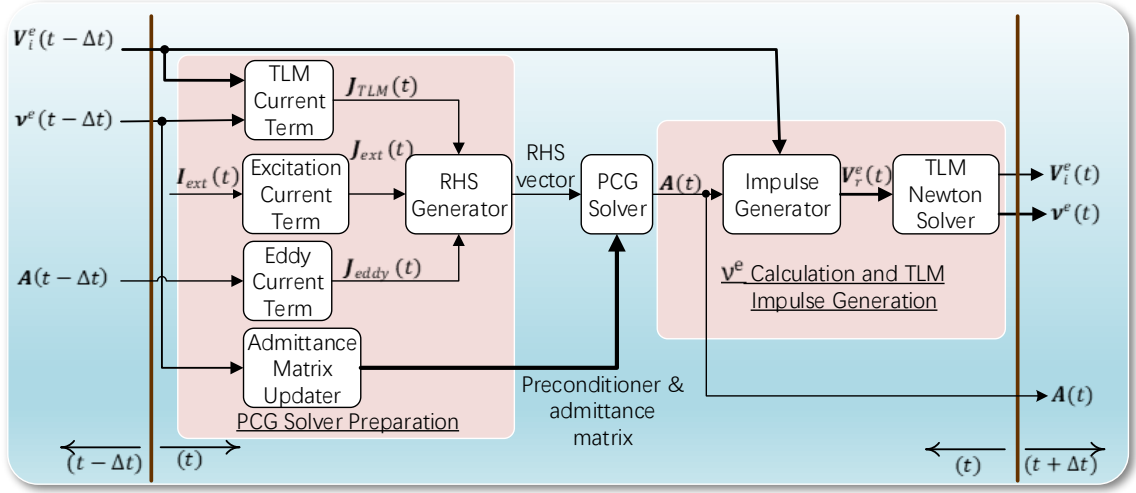 V_i^e(t − Δt)
ν^e(t − Δt)
A(t − Δt)
TLM
Current
Term
J_TLM(t)
I_ext(t)
Excitation
Current
Term
J_ext(t)
Eddy
Current
Term
J_eddy(t)
Admittance
Matrix
Updater
PCG Solver Preparation
RHS
Generator
RHS
vector
PCG
Solver
Preconditioner &
admittance
matrix
A(t)
Impulse
Generator
V_r^e(t)
TLM
Newton
Solver
ν^e Calculation and TLM
Impulse Generation
V_i^e(t)
ν^e(t)
A(t)
(t − Δt)
(t)
(t)
(t + Δt)